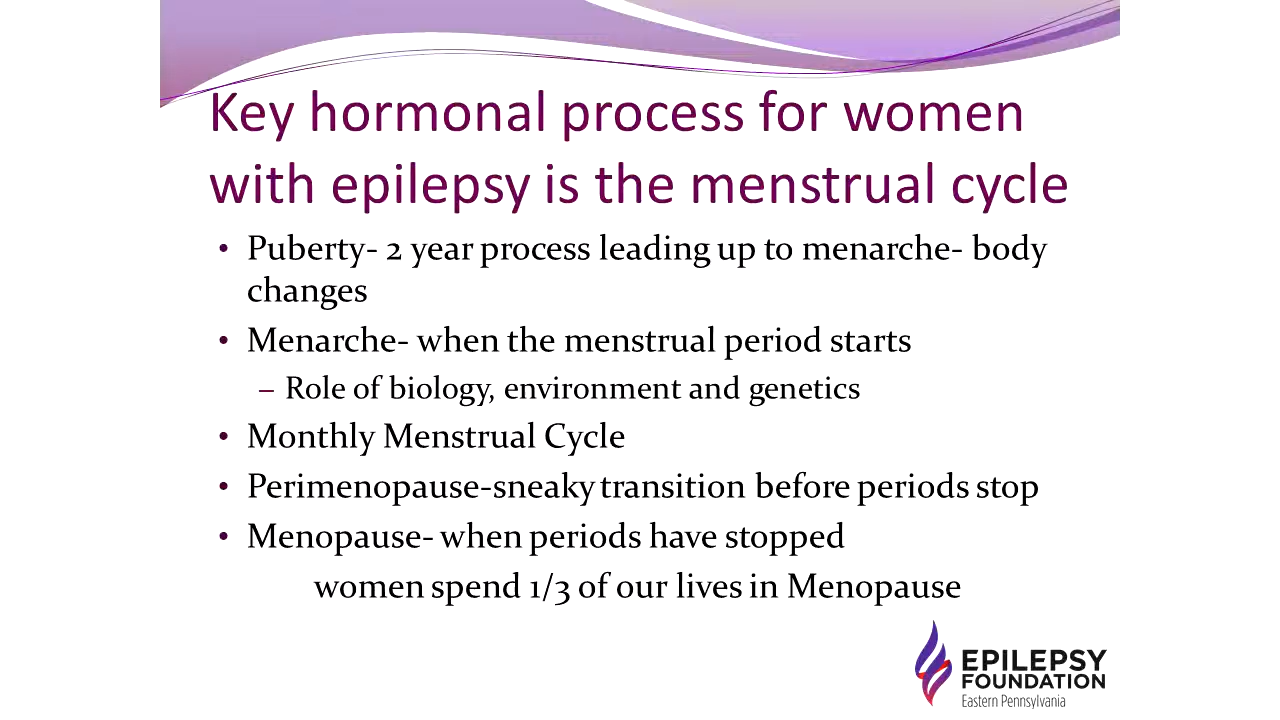 Key hormonal process for women
with epilepsy is the menstrual cycle
• Puberty- 2 year process leading up to menarche- body
changes
• Menarche- when the menstrual period starts
– Role of biology, environment and genetics
• Monthly Menstrual Cycle
• Perimenopause-sneaky transition before periods stop
• Menopause- when periods have stopped
women spend 1/3 of our lives in Menopause
EPILEPSY
FOUNDATION
Eastern Pennsylvania